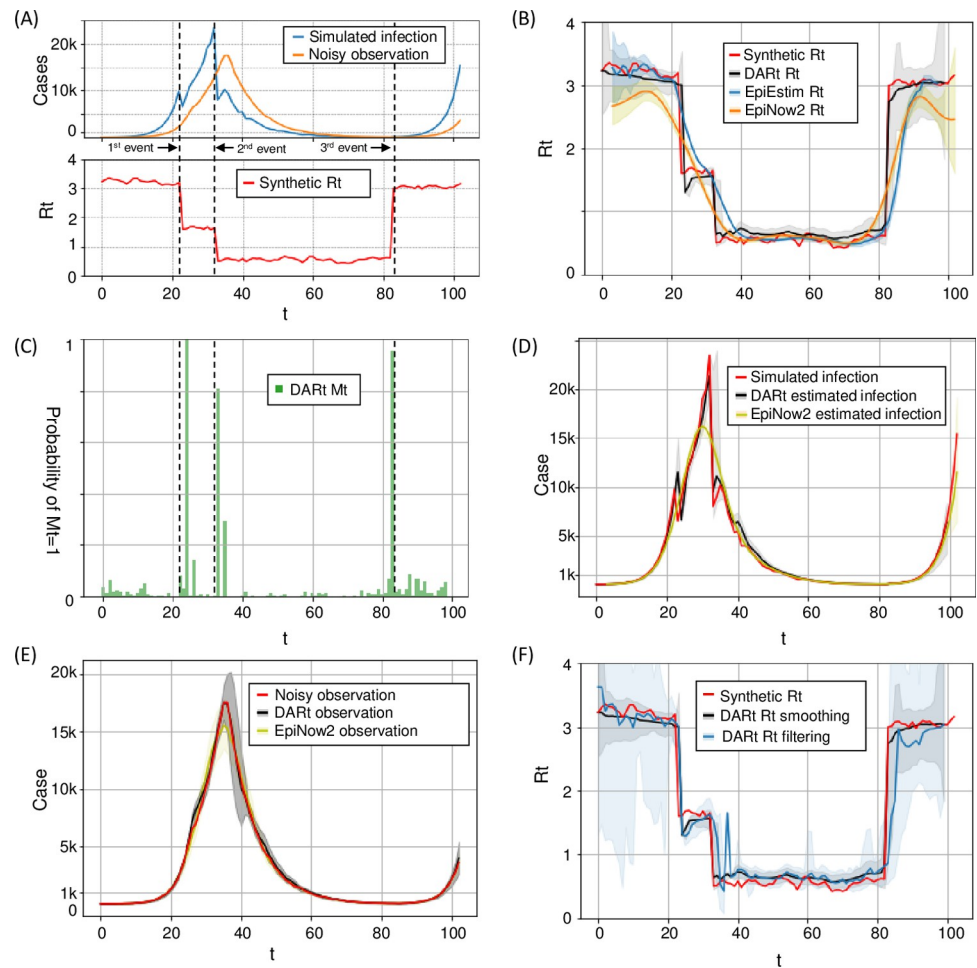 (A)
20k
10k
0
Cases
Simulated infection
Noisy observation
1st event
2nd event
3rd event
4
3
2
1
0
Rt
Synthetic Rt
0 20 40 60 80 100
t
(B)
4
2
0
Rt
Synthetic Rt
DARt Rt
EpiEstim Rt
EpiNow2 Rt
0 20 40 60 80 100
t
(C)
1
0
Probability of Mt=1
DARt Mt
0 20 40 60 80 100
t
(D)
20k
15k
10k
5k
1k
Case
Simulated infection
DARt estimated infection
EpiNow2 estimated infection
0 20 40 60 80 100
t
(E)
20k
15k
10k
5k
1k
0
Case
Noisy observation
DARt observation
EpiNow2 observation
0 20 40 60 80 100
t
(F)
4
3
2
1
0
Rt
Synthetic Rt
DARt Rt smoothing
DARt Rt filtering
0 20 40 60 80 100
t